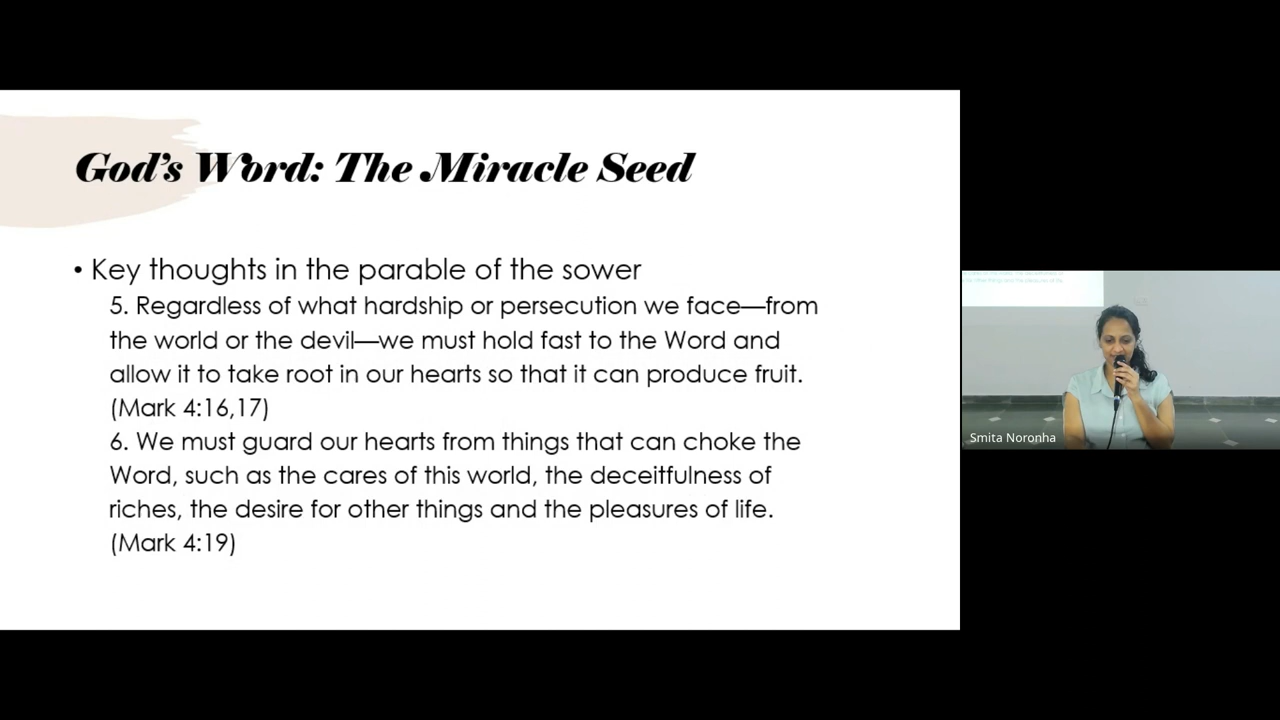 God's Word: The Miracle Seed
• Key thoughts in the parable of the sower
5. Regardless of what hardship or persecution we face—from
the world or the devil—we must hold fast to the Word and
allow it to take root in our hearts so that it can produce fruit.
(Mark 4:16,17)
6. We must guard our hearts from things that can choke the
Word, such as the cares of this world, the deceitfulness of
riches, the desire for other things and the pleasures of life.
(Mark 4:19)
Smita Noronha